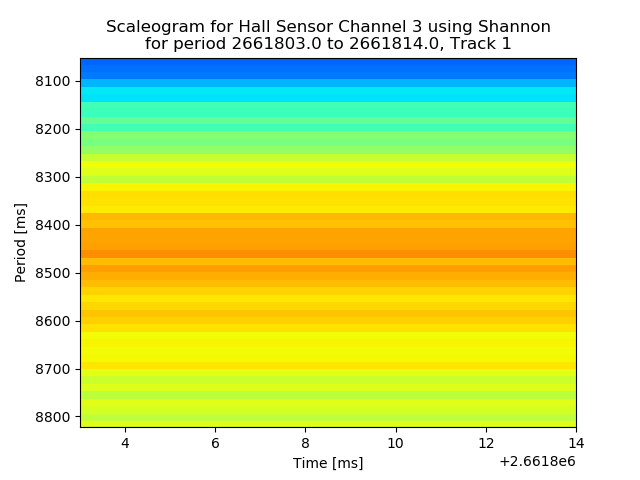 Scaleogram for Hall Sensor Channel 3 using Shannon
for period 2661803.0 to 2661814.0, Track 1
Period [ms]
8100
8200
8300
8400
8500
8600
8700
8800
4 6 8 10 12 14
Time [ms]
+2.6618e6